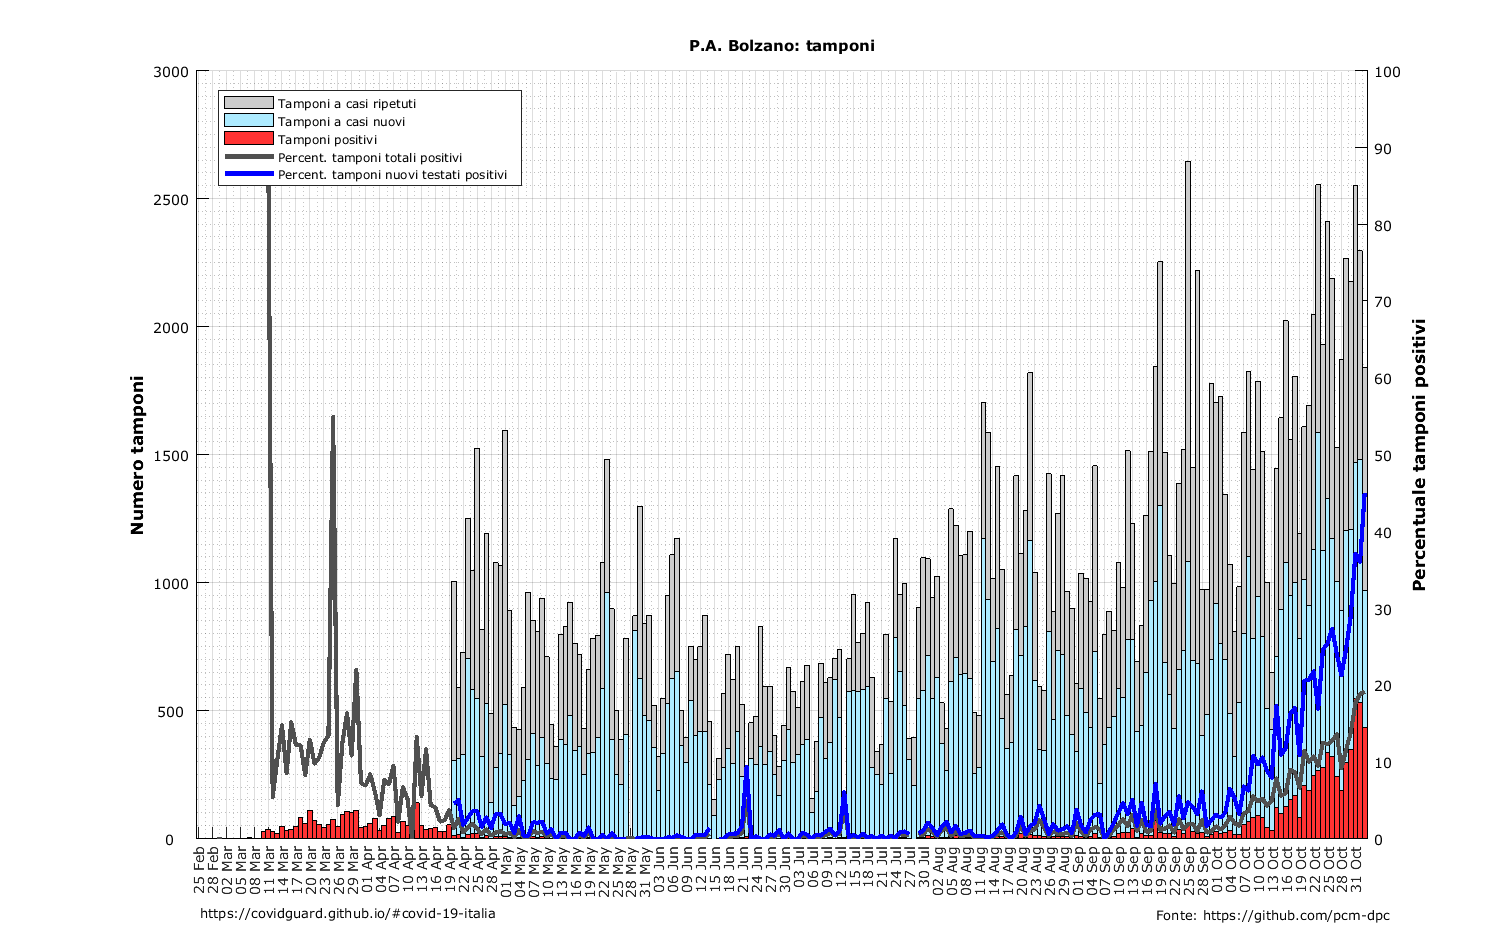 P.A. Bolzano: tamponi
3000
2500
2000
1500
1000
500
0
Numero tamponi
Tamponi a casi ripetuti
Tamponi a casi nuovi
Tamponi positivi
Percent. tamponi totali positivi
Percent. tamponi nuovi testati positivi
100
90
80
70
60
50
40
30
20
10
0
Percentuale tamponi positivi
25 Feb
28 Feb
02 Mar
05 Mar
08 Mar
11 Mar
14 Mar
17 Mar
20 Mar
23 Mar
26 Mar
29 Mar
01 Apr
04 Apr
07 Apr
10 Apr
13 Apr
16 Apr
19 Apr
22 Apr
25 Apr
28 Apr
01 May
04 May
07 May
10 May
13 May
16 May
19 May
22 May
25 May
28 May
31 May
03 Jun
06 Jun
09 Jun
12 Jun
15 Jun
18 Jun
21 Jun
24 Jun
27 Jun
30 Jun
03 Jul
06 Jul
09 Jul
12 Jul
15 Jul
18 Jul
21 Jul
24 Jul
27 Jul
30 Jul
02 Aug
05 Aug
08 Aug
11 Aug
14 Aug
17 Aug
20 Aug
23 Aug
26 Aug
29 Aug
01 Sep
04 Sep
07 Sep
10 Sep
13 Sep
16 Sep
19 Sep
22 Sep
25 Sep
28 Sep
01 Oct
04 Oct
07 Oct
10 Oct
13 Oct
16 Oct
19 Oct
22 Oct
25 Oct
28 Oct
31 Oct
https://covidguard.github.io/#covid-19-italia
Fonte: https://github.com/pcm-dpc